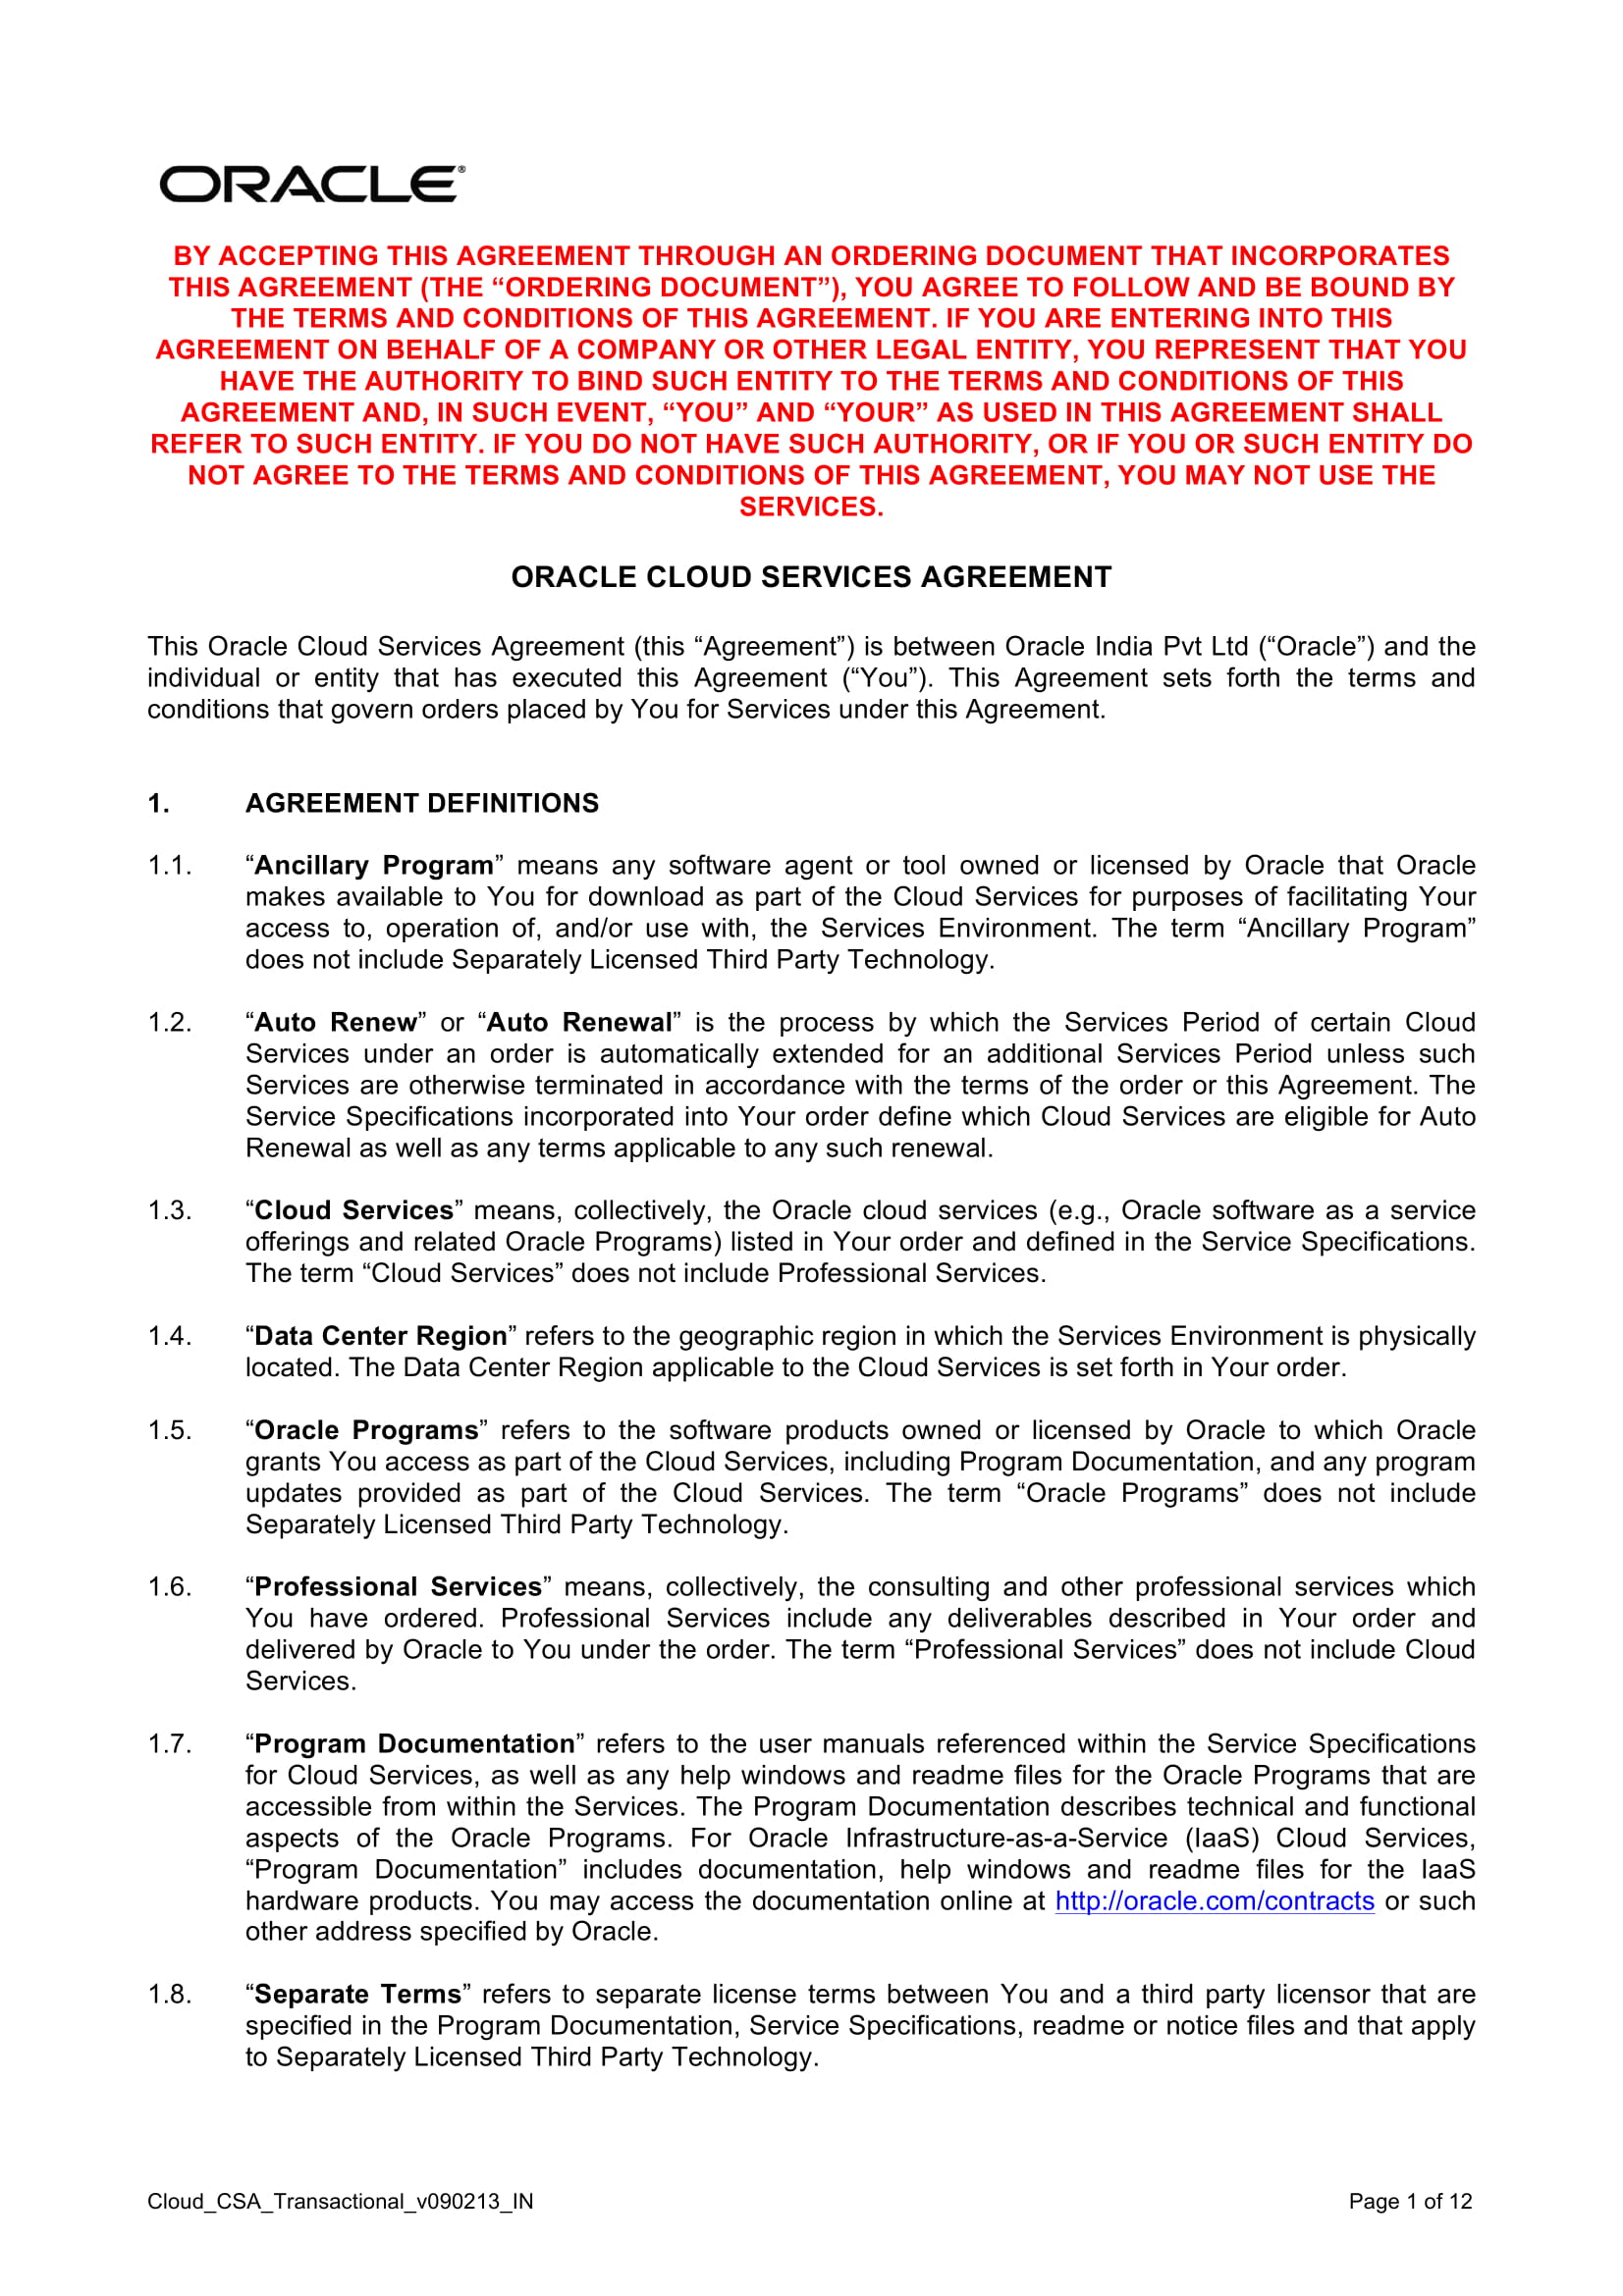 ORACLE®
BY ACCEPTING THIS AGREEMENT THROUGH AN ORDERING DOCUMENT THAT INCORPORATES
THIS AGREEMENT (THE “ORDERING DOCUMENT”), YOU AGREE TO FOLLOW AND BE BOUND BY
THE TERMS AND CONDITIONS OF THIS AGREEMENT. IF YOU ARE ENTERING INTO THIS
AGREEMENT ON BEHALF OF A COMPANY OR OTHER LEGAL ENTITY, YOU REPRESENT THAT YOU
HAVE THE AUTHORITY TO BIND SUCH ENTITY TO THE TERMS AND CONDITIONS OF THIS
AGREEMENT AND, IN SUCH EVENT, “YOU” AND “YOUR” AS USED IN THIS AGREEMENT SHALL
REFER TO SUCH ENTITY. IF YOU DO NOT HAVE SUCH AUTHORITY, OR IF YOU OR SUCH ENTITY DO
NOT AGREE TO THE TERMS AND CONDITIONS OF THIS AGREEMENT, YOU MAY NOT USE THE
SERVICES.
ORACLE CLOUD SERVICES AGREEMENT
This Oracle Cloud Services Agreement (this “Agreement”) is between Oracle India Pvt Ltd (“Oracle”) and the
individual or entity that has executed this Agreement (“You”). This Agreement sets forth the terms and
conditions that govern orders placed by You for Services under this Agreement.
1. AGREEMENT DEFINITIONS
1.1. “Ancillary Program” means any software agent or tool owned or licensed by Oracle that Oracle
makes available to You for download as part of the Cloud Services for purposes of facilitating Your
access to, operation of, and/or use with, the Services Environment. The term “Ancillary Program”
does not include Separately Licensed Third Party Technology.
1.2. “Auto Renew” or “Auto Renewal” is the process by which the Services Period of certain Cloud
Services under an order is automatically extended for an additional Services Period unless such
Services are otherwise terminated in accordance with the terms of the order or this Agreement. The
Service Specifications incorporated into Your order define which Cloud Services are eligible for Auto
Renewal as well as any terms applicable to any such renewal.
1.3. “Cloud Services” means, collectively, the Oracle cloud services (e.g., Oracle software as a service
offerings and related Oracle Programs) listed in Your order and defined in the Service Specifications.
The term “Cloud Services” does not include Professional Services.
1.4. “Data Center Region” refers to the geographic region in which the Services Environment is physically
located. The Data Center Region applicable to the Cloud Services is set forth in Your order.
1.5. “Oracle Programs” refers to the software products owned or licensed by Oracle to which Oracle
grants You access as part of the Cloud Services, including Program Documentation, and any program
updates provided as part of the Cloud Services. The term “Oracle Programs” does not include
Separately Licensed Third Party Technology.
1.6. “Professional Services” means, collectively, the consulting and other professional services which
You have ordered. Professional Services include any deliverables described in Your order and
delivered by Oracle to You under the order. The term “Professional Services” does not include Cloud
Services.
1.7. “Program Documentation” refers to the user manuals referenced within the Service Specifications
for Cloud Services, as well as any help windows and readme files for the Oracle Programs that are
accessible from within the Services. The Program Documentation describes technical and functional
aspects of the Oracle Programs. For Oracle Infrastructure-as-a-Service (IaaS) Cloud Services,
“Program Documentation” includes documentation, help windows and readme files for the IaaS
hardware products. You may access the documentation online at http://oracle.com/contracts or such
other address specified by Oracle.
1.8. “Separate Terms” refers to separate license terms between You and a third party licensor that are
specified in the Program Documentation, Service Specifications, readme or notice files and that apply
to Separately Licensed Third Party Technology.
Cloud_CSA_Transactional_v090213_IN Page 1 of 12